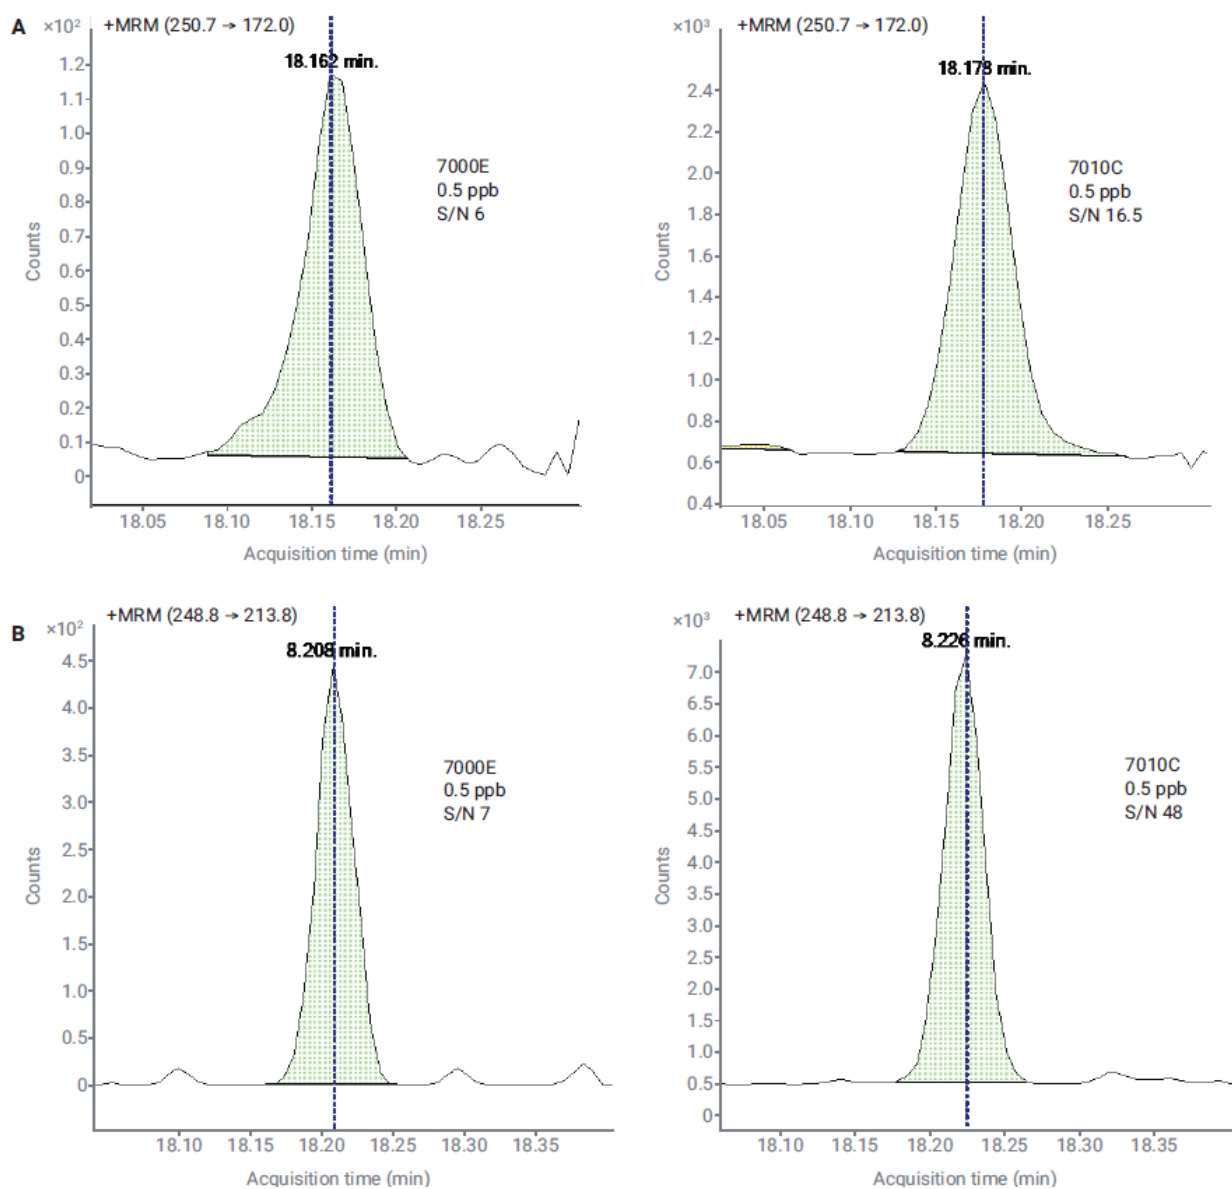 A
×10²
+MRM (250.7 → 172.0)
18.162 min.
1.2
1.1
1.0
0.9
0.8
0.7
0.6
0.5
0.4
0.3
0.2
0.1
0
Counts
7000E
0.5 ppb
S/N 6
18.05 18.10 18.16 18.20 18.25
Acquisition time (min)
×10³
+MRM (250.7 → 172.0)
18.178 min.
2.4
2.2
2.0
1.8
1.6
1.4
1.2
1.0
0.8
0.6
0.4
Counts
7010C
0.5 ppb
S/N 16.5
18.05 18.10 18.15 18.20 18.25
Acquisition time (min)
B
×10²
+MRM (248.8 → 213.8)
8.208 min.
4.5
4.0
3.5
3.0
2.5
2.0
1.5
1.0
0.5
0
Counts
7000E
0.5 ppb
S/N 7
18.10 18.15 18.20 18.25 18.30 18.35
Acquisition time (min)
×10³
+MRM (248.8 → 213.8)
8.226 min.
7.0
6.0
5.5
5.0
4.5
4.0
3.5
3.0
2.5
2.0
1.0
0.5
0
Counts
7010C
0.5 ppb
S/N 48
18.10 18.20 18.25 18.30 18.35
Acquisition time (min)